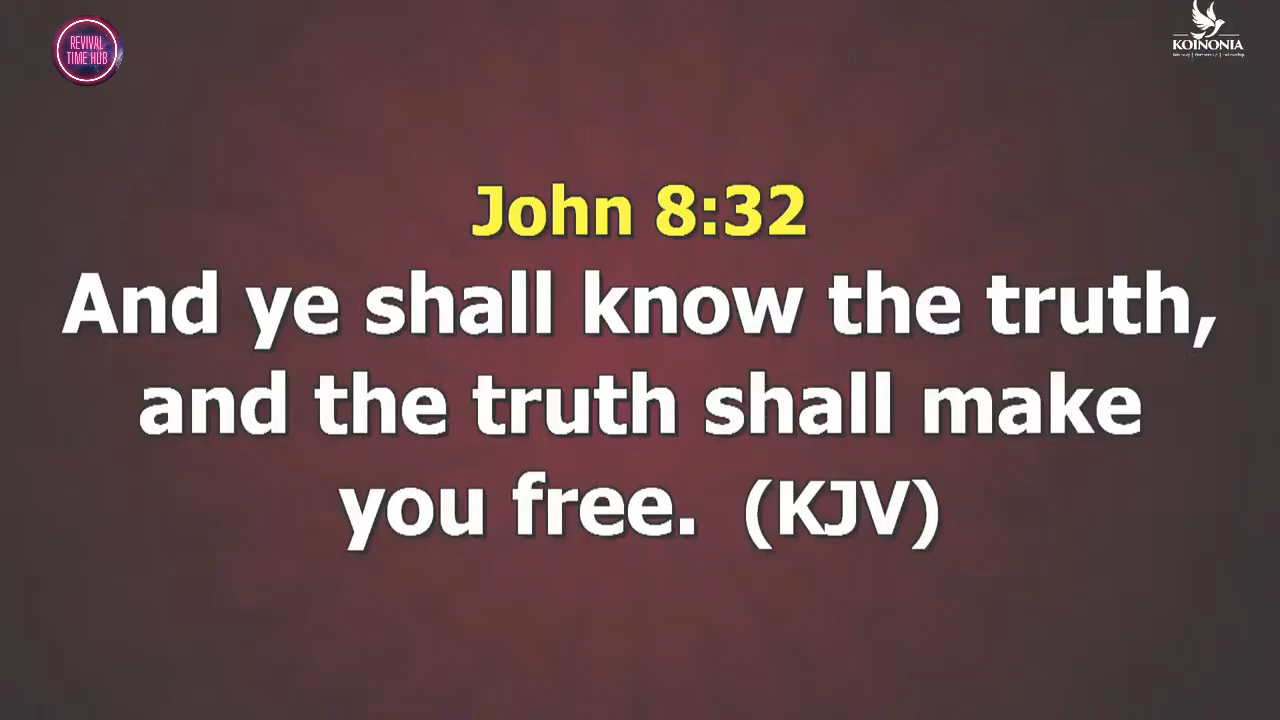 REVIVAL
TIME HUB
KOINONIA
John 8:32
And ye shall know the truth,
and the truth shall make
you free. (KJV)